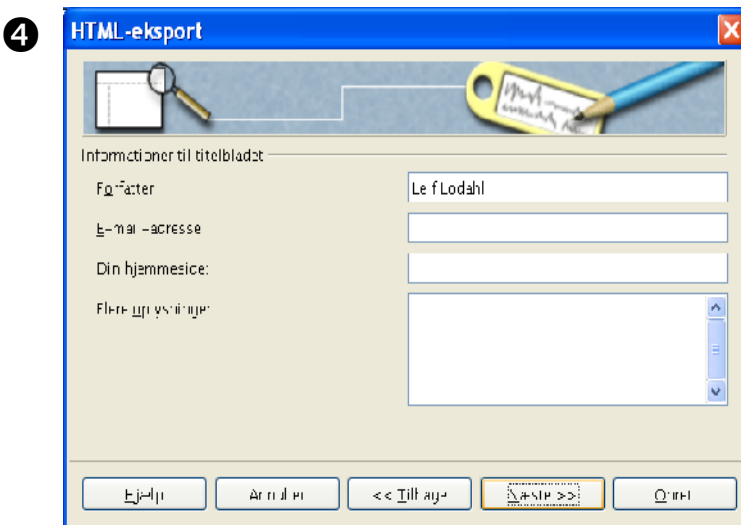 4
HTML-eksport
Informationer til titelbladet
Forfatter
Leif Lodahl
E-mail-adresse
Din hjemmeside:
Flere oplysninger
Hjælp
Annuller
<< Tilbage
Næste >>
Opret